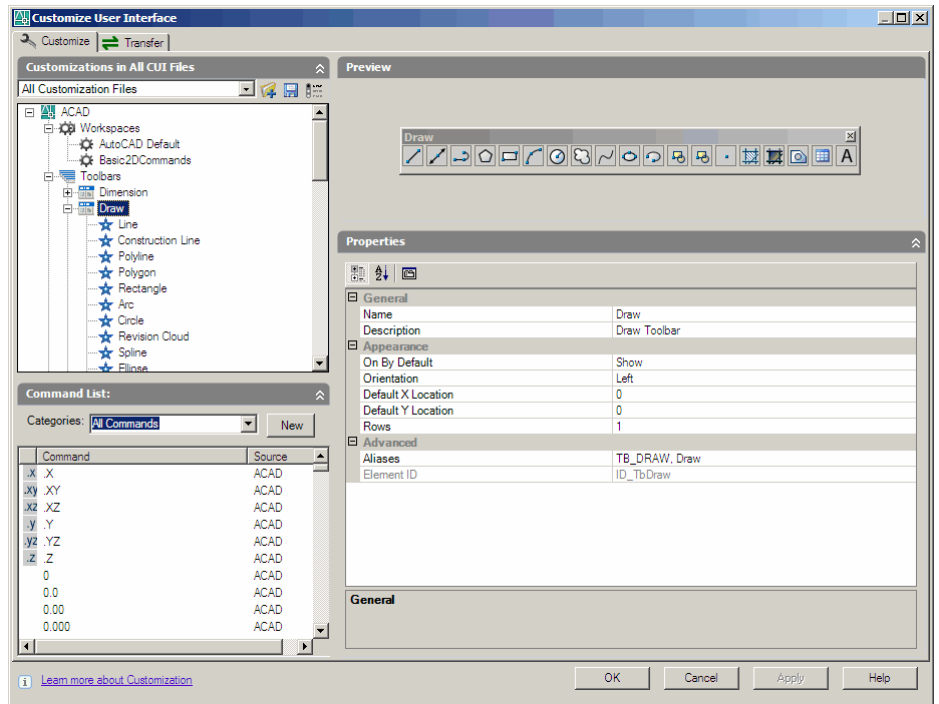 Customize User Interface
Customize
Transfer
Customizations in All CUI Files
All Customization Files
ACAD
Workspaces
AutoCAD Default
Basic2DCommands
Toolbars
Dimension
Draw
Line
Construction Line
Polyline
Polygon
Rectangle
Arc
Circle
Revision Cloud
Spline
Ellipse
Command List:
Categories: All Commands New
Command Source
.X .X ACAD
.xy .XY ACAD
.xz .XZ ACAD
.y .Y ACAD
.yz .YZ ACAD
.z .Z ACAD
0 ACAD
0.0 ACAD
0.00 ACAD
0.000 ACAD
Preview
Draw
A
Properties
General
Name Draw
Description Draw Toolbar
Appearance
On By Default Show
Orientation Left
Default X Location 0
Default Y Location 0
Rows 1
Advanced
Aliases TB_DRAW, Draw
Element ID ID_TbDraw
General
Learn more about Customization
OK Cancel Apply Help